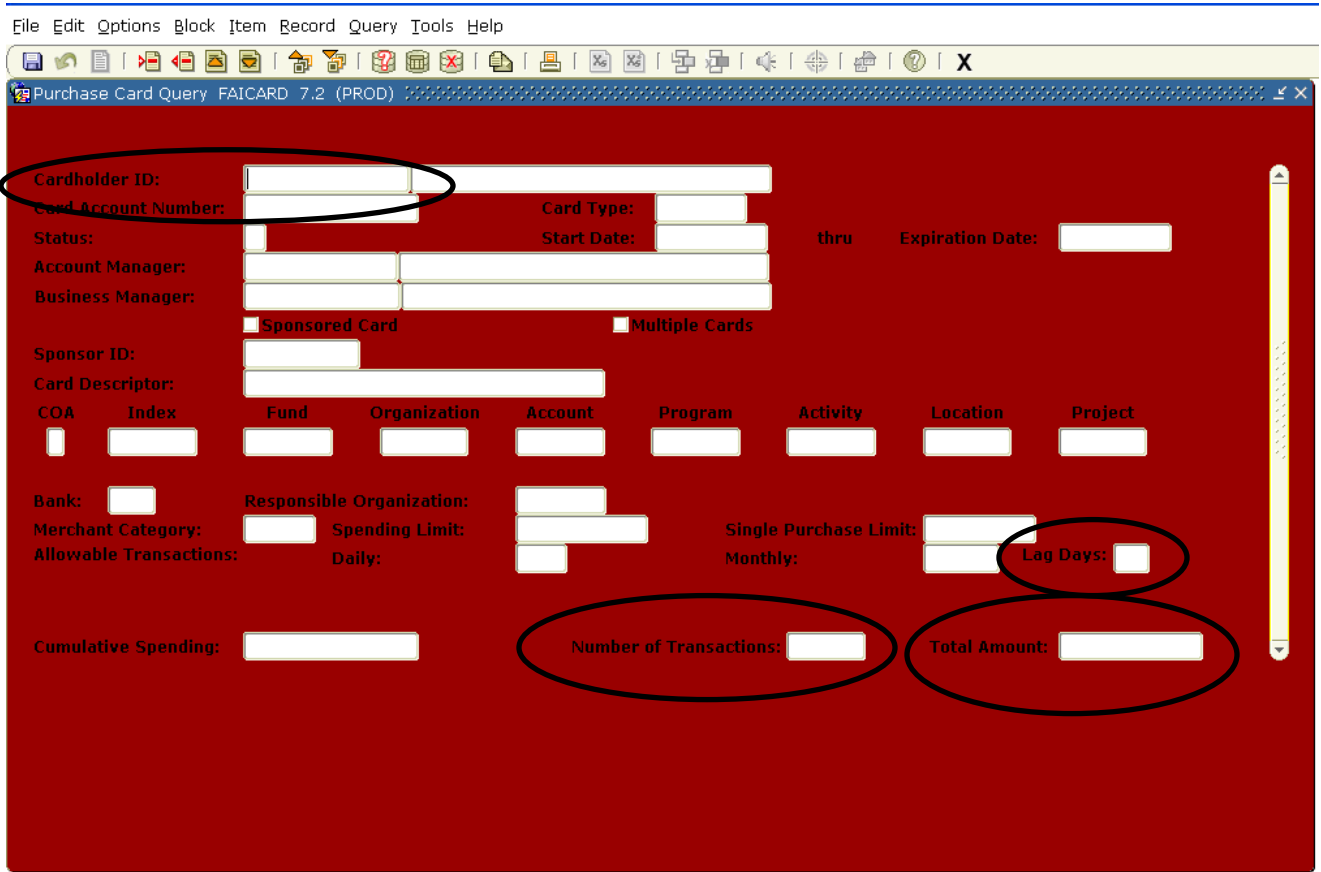 File Edit Options Block Item Record Query Tools Help
X
Purchase Card Query FAICARD 7.2 (PROD)
Cardholder ID:
Card Account Number: Card Type:
Status: Start Date: thru Expiration Date:
Account Manager:
Business Manager:
Sponsored Card Multiple Cards
Sponsor ID:
Card Descriptor:
COA Index Fund Organization Account Program Activity Location Project
Bank: Responsible Organization:
Merchant Category: Spending Limit: Single Purchase Limit:
Allowable Transactions: Daily: Monthly: Lag Days:
Cumulative Spending: Number of Transactions: Total Amount: